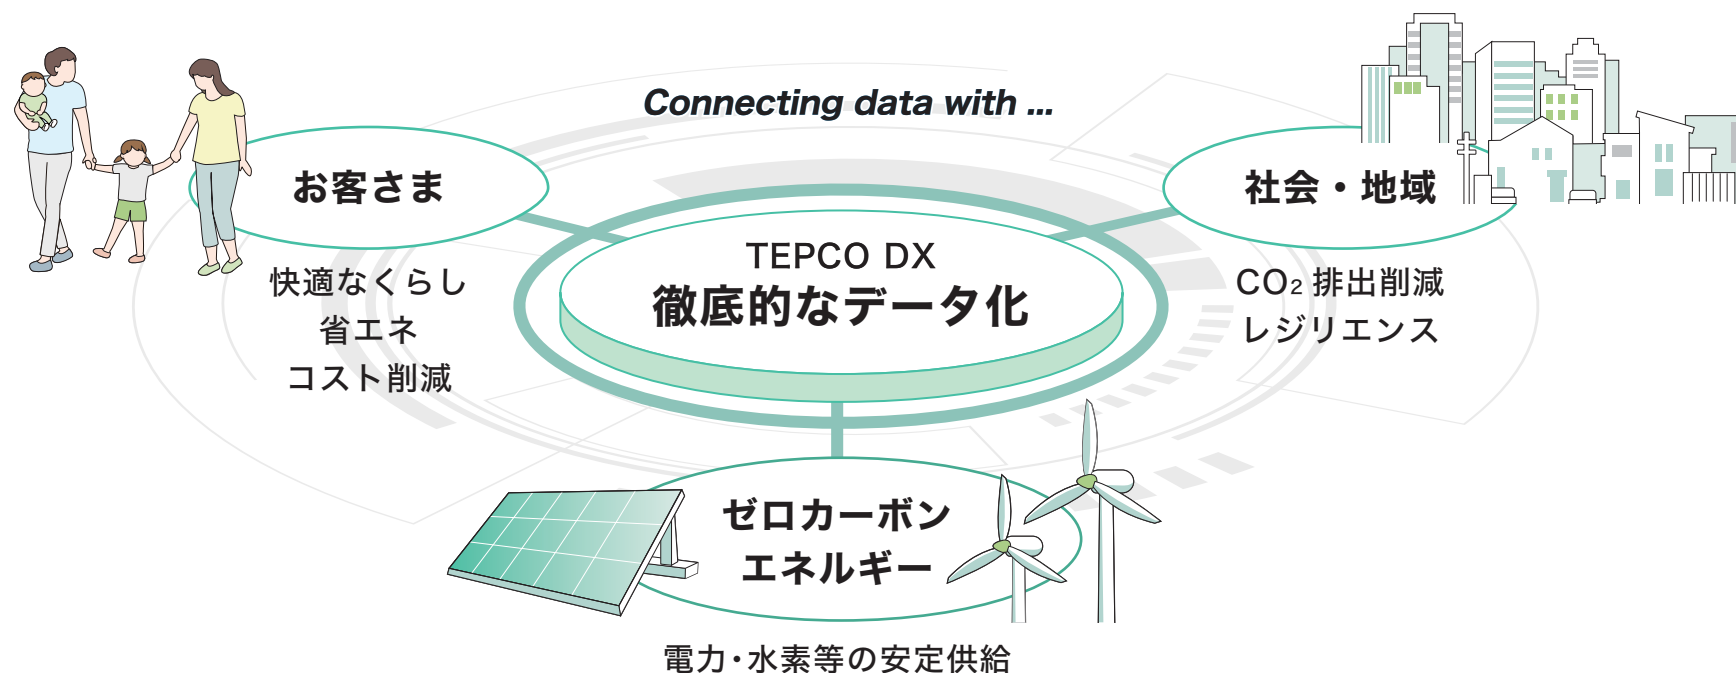 Connecting data with ...
お客さま
快適なくらし
省エネ
コスト削減
TEPCO DX
徹底的なデータ化
社会・地域
CO₂ 排出削減
レジリエンス
ゼロカーボン
エネルギー
電力・水素等の安定供給